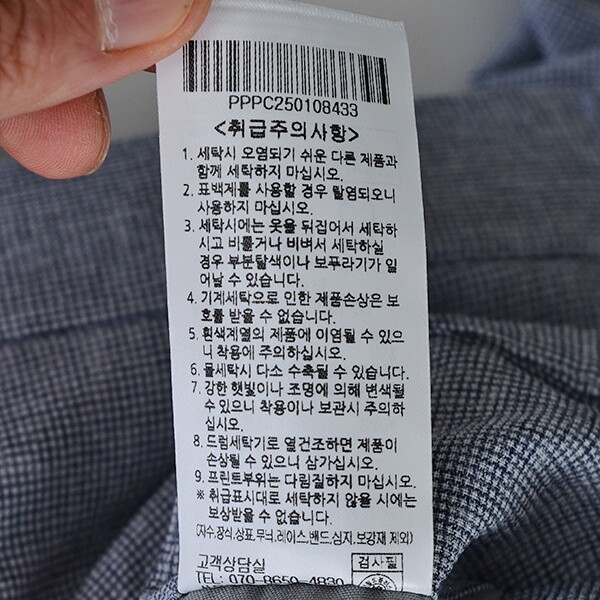 PPPC250108433
<취급주의사항>
1. 세탁시 오염되기 쉬운 다른 제품과
함께 세탁하지 마십시오.
2. 표백제를 사용할 경우 탈염되오니
사용하지 마십시오.
3. 세탁시에는 옷을 뒤집어서 세탁하
시고 비틀거나 비벼서 세탁하실
경우 부분탈색이나 보푸라기가 일
어날 수 있습니다.
4. 기계세탁으로 인한 제품손상은 보
호를 받을 수 없습니다.
5. 흰색계열의 제품에 이염될 수 있으
니 착용에 주의하십시오.
6. 물세탁시 다소 수축될 수 있습니다.
7. 강한 햇빛이나 조명에 의해 변색될
수 있으니 착용이나 보관시 주의하
십시오.
8. 드럼세탁기로 열건조하면 제품이
손상될 수 있으니 삼가십시오.
9. 프린트부위는 다림질하지 마십시오.
※ 취급표시대로 세탁하지 않을 시에는
보상받을 수 없습니다.
(자수,장식,상표,무늬,레이스,밴드,심지,보강재 제외)
고객상담실
검사필
TEL: 070-8650-4830